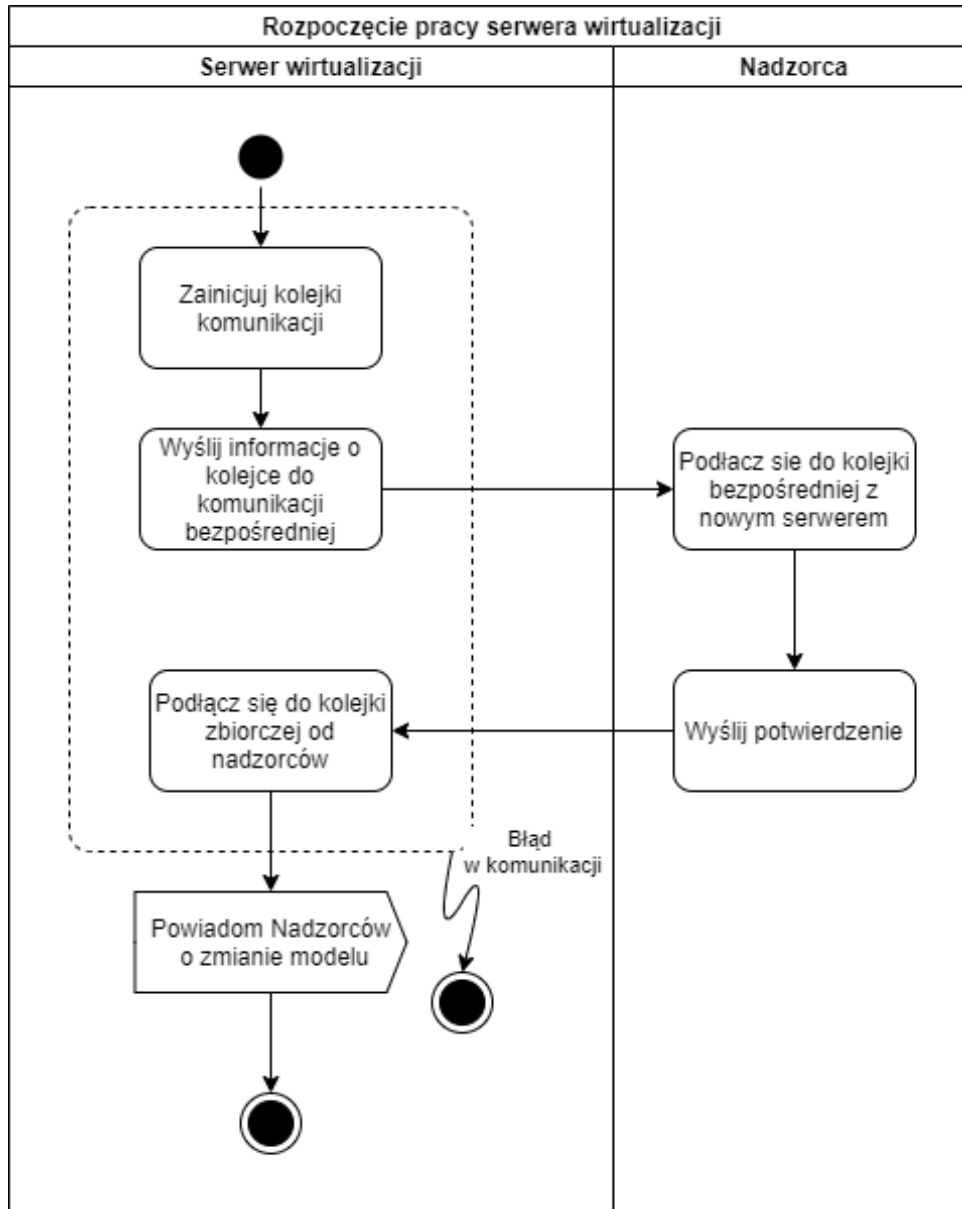 Rozpoczęcie pracy serwera wirtualizacji
Serwer wirtualizacji
Nadzorca
Zainicjuj kolejki
komunikacji
Wyślij informacje o
kolejce do
komunikacji
bezpośredniej
Podłacz sie do kolejki
bezpośredniej z
nowym serwerem
Podłącz się do kolejki
zbiorczej od
nadzorców
Wyślij potwierdzenie
Błąd
w komunikacji
Powiadom Nadzorców
o zmianie modelu